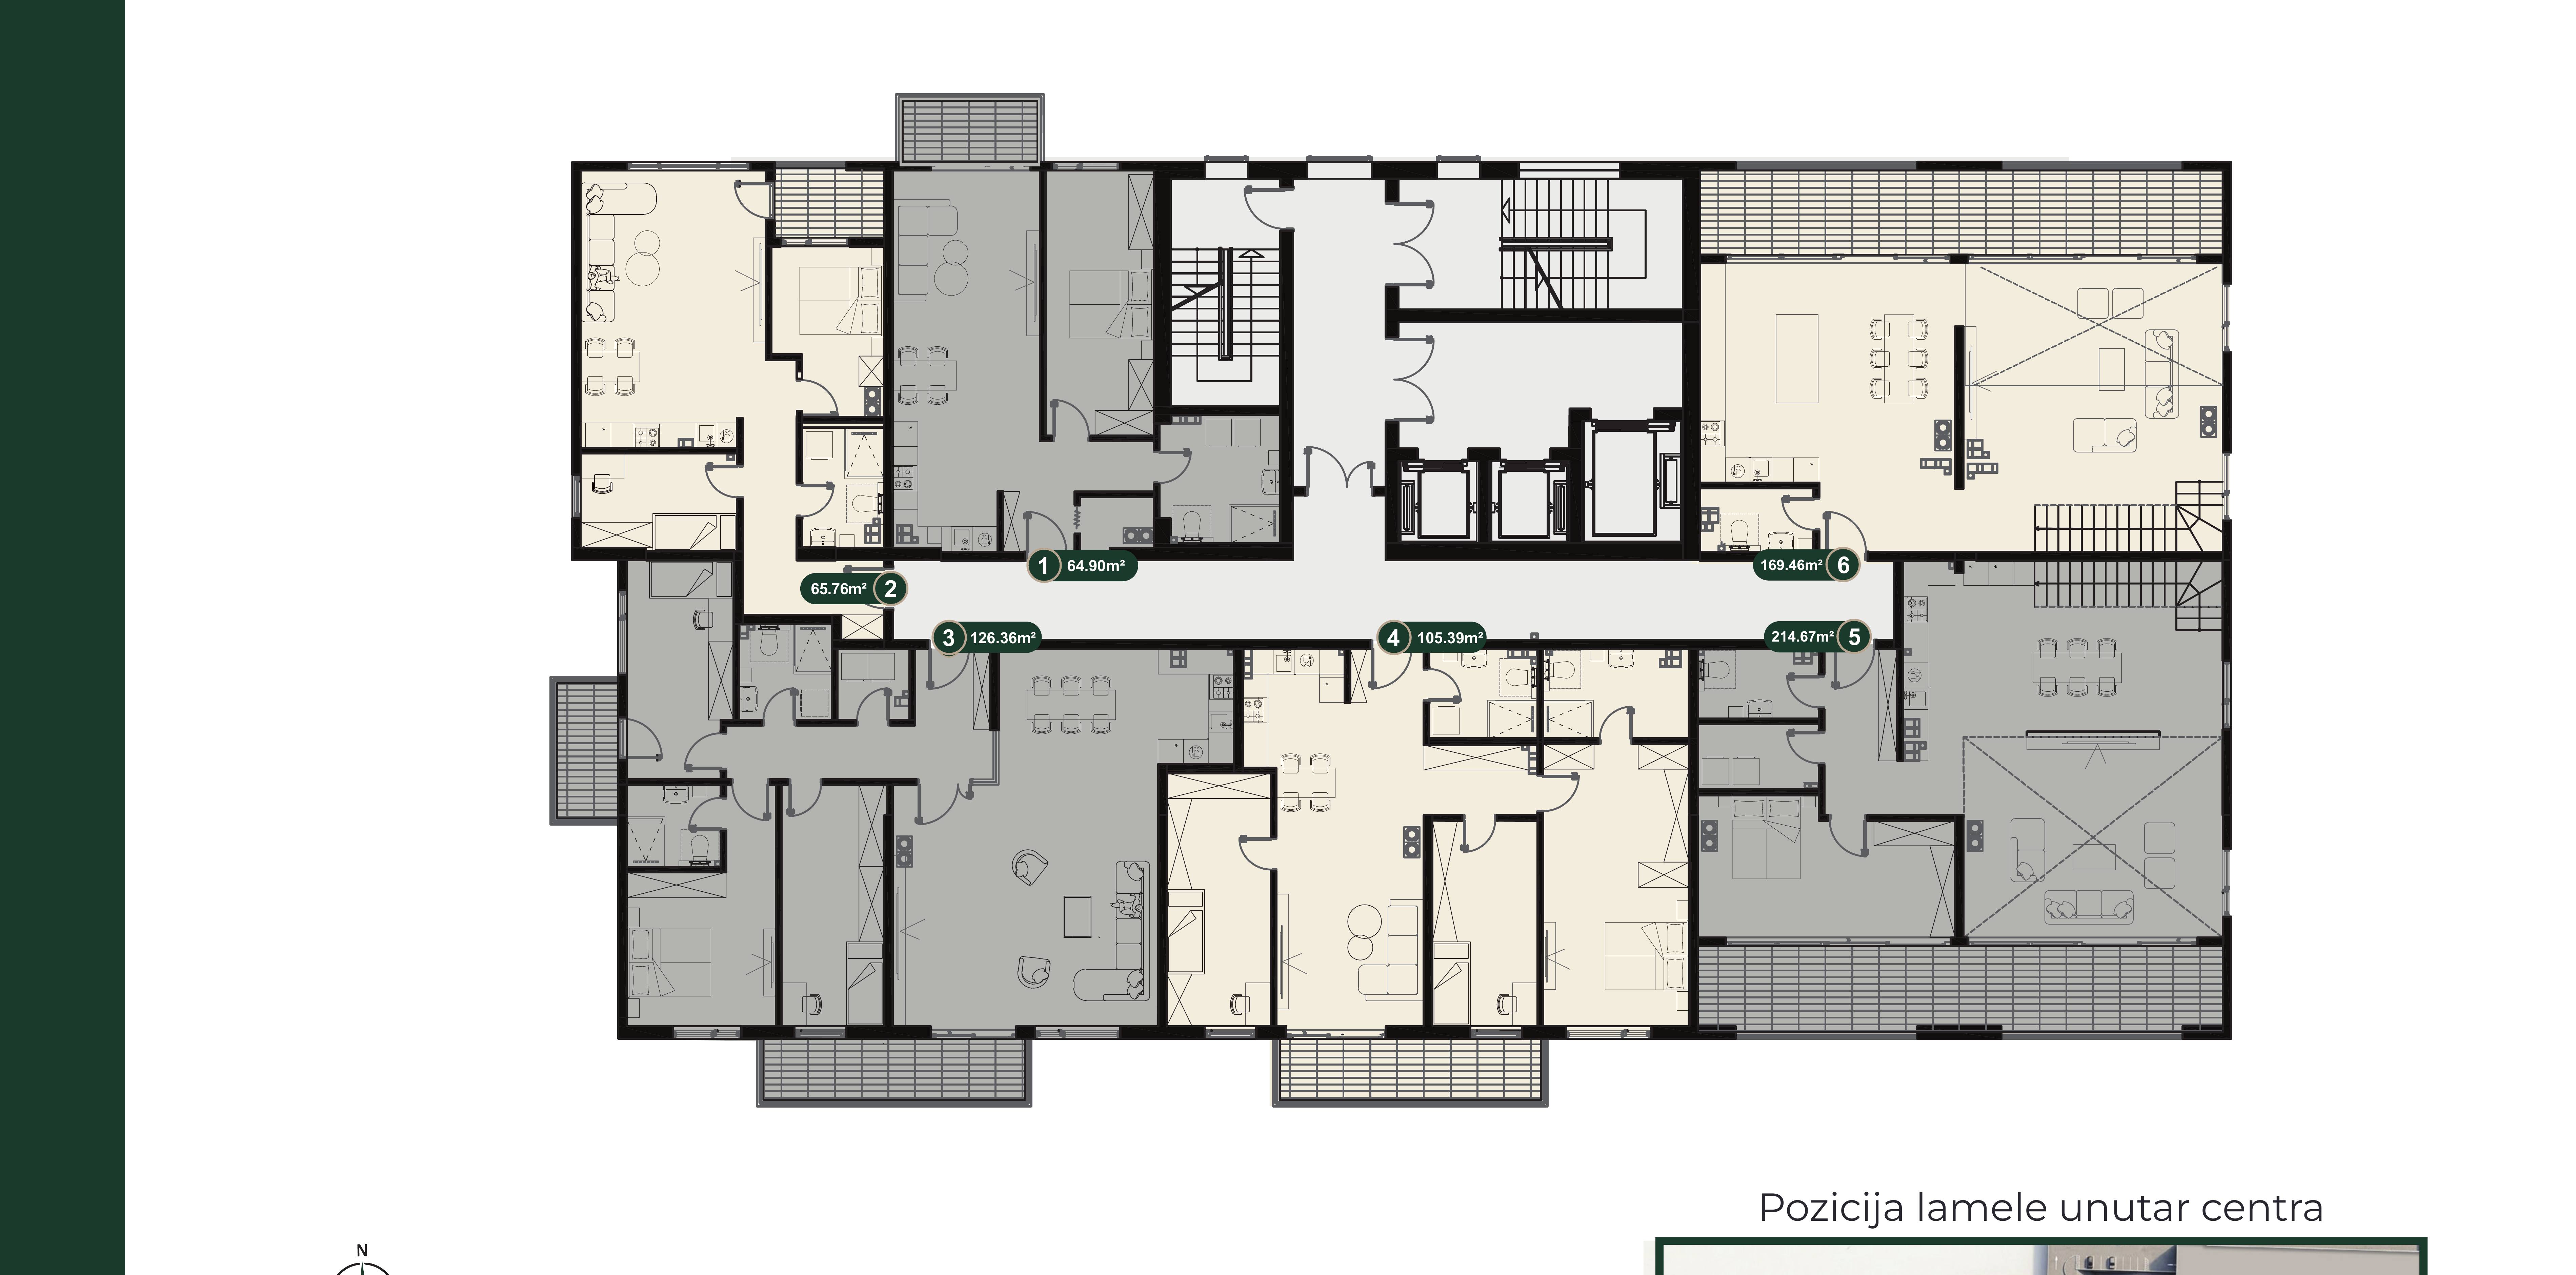 1 64.90m²
65.76m² 2
169.46m² 6
3 126.36m²
4 105.39m²
214.67m² 5
Pozicija lamele unutar centra
N